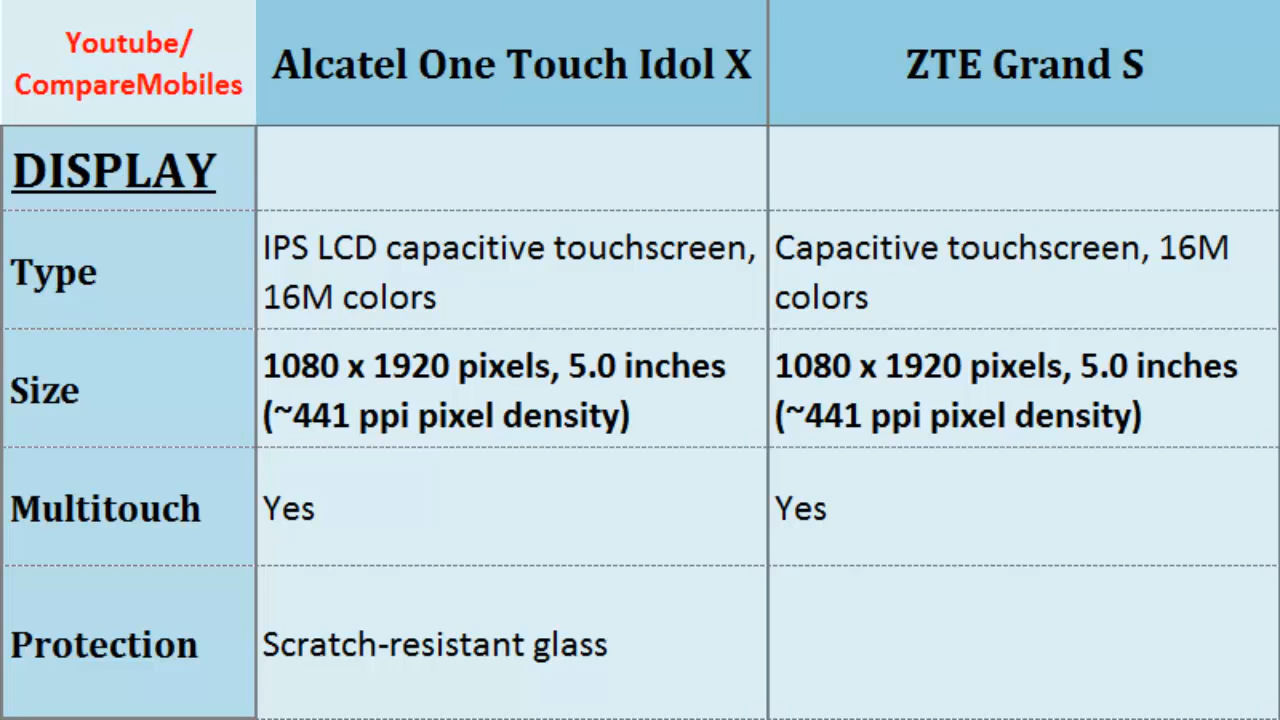 Youtube/
CompareMobiles
Alcatel One Touch Idol X
ZTE Grand S
DISPLAY
Type
IPS LCD capacitive touchscreen,
16M colors
Capacitive touchscreen, 16M
colors
Size
1080 x 1920 pixels, 5.0 inches
(~441 ppi pixel density)
1080 x 1920 pixels, 5.0 inches
(~441 ppi pixel density)
Multitouch
Yes
Yes
Protection
Scratch-resistant glass